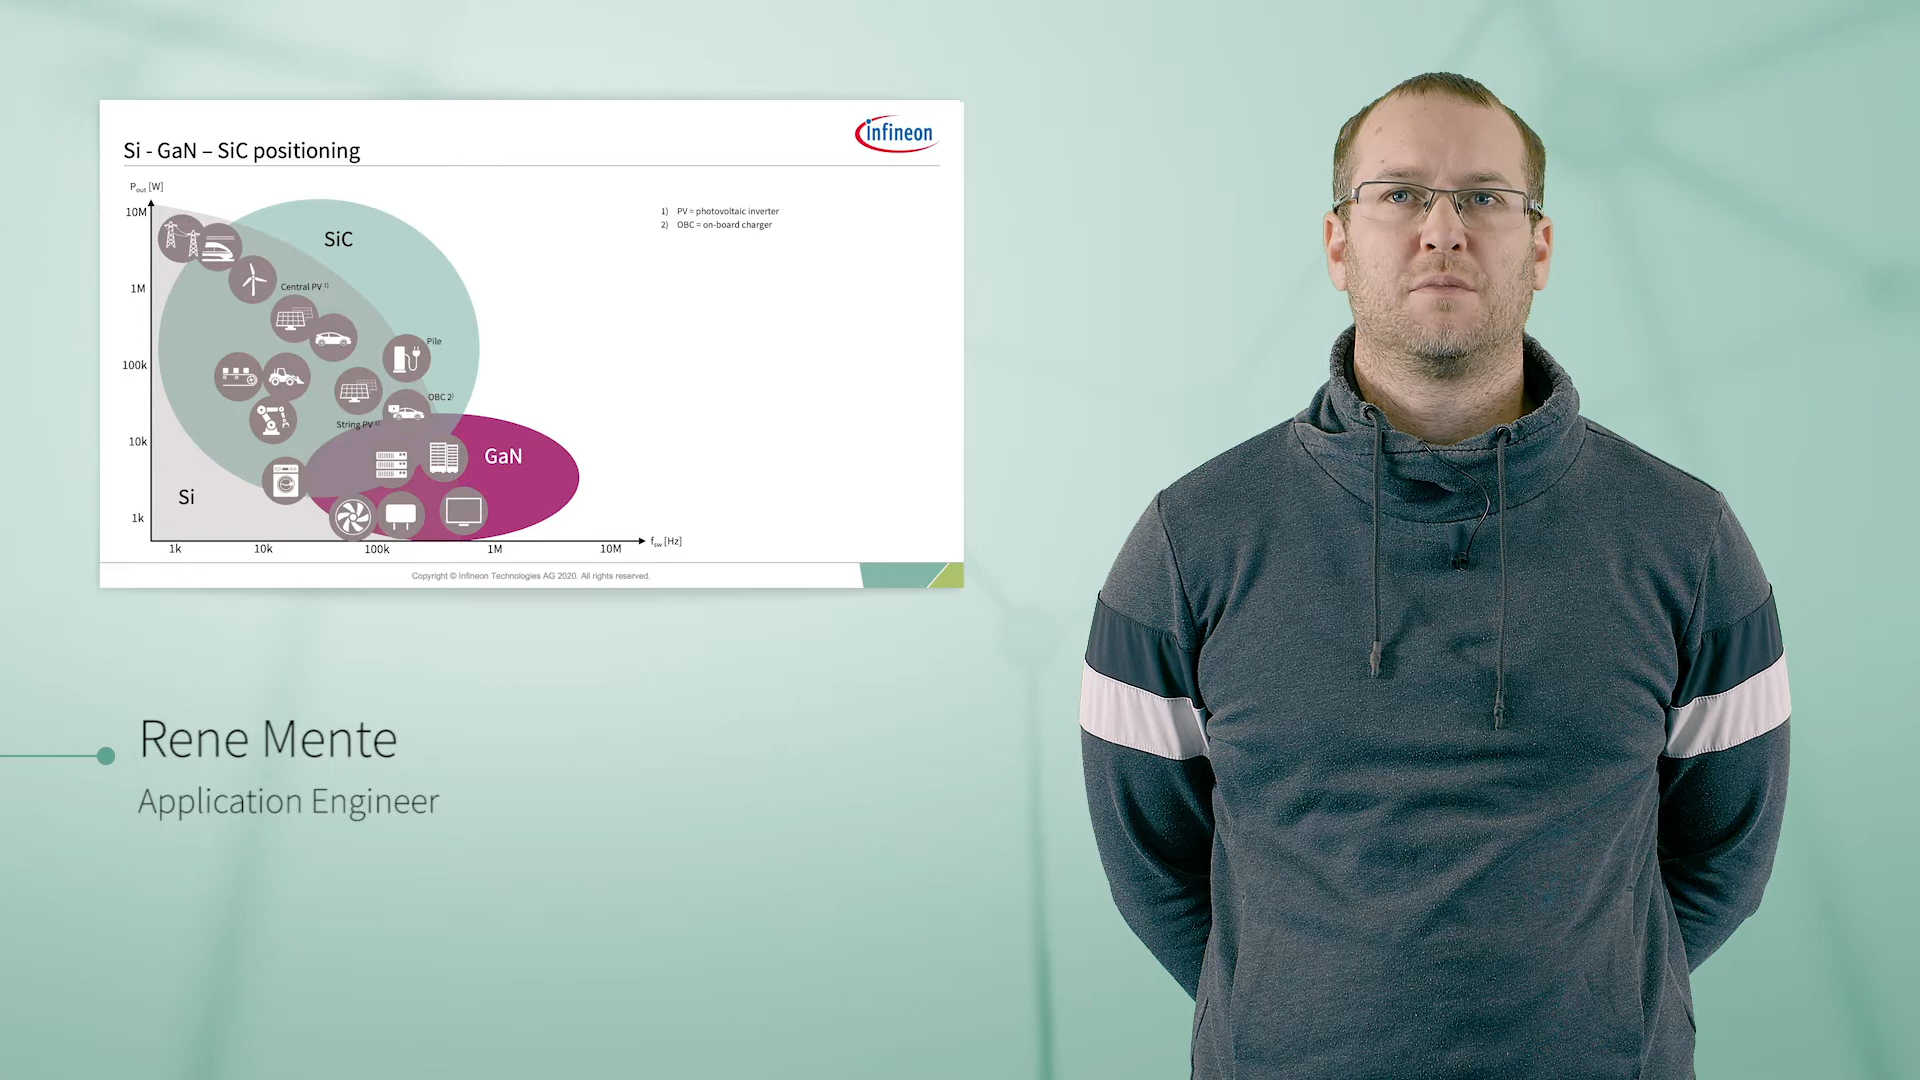 infineon
Si - GaN – SiC positioning
Pout [W]
10M
1M
100k
10k
1k
SiC
Central PV 1)
Pile
OBC 2)
String PV 1)
GaN
Si
1k 10k 100k 1M 10M fsw [Hz]
1) PV = photovoltaic inverter
2) OBC = on-board charger
Copyright © Infineon Technologies AG 2020. All rights reserved.
Rene Mente
Application Engineer